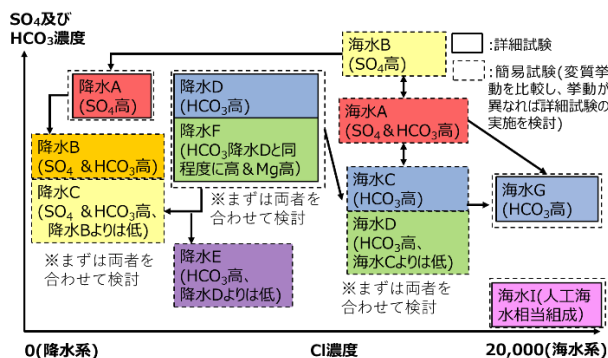 SO₄及び
HCO₃濃度
海水B
(SO₄高)
:詳細試験
:簡易試験(変質挙
動を比較し、挙動が
異なれば詳細試験の
実施を検討)
降水A
(SO₄高)
降水D
(HCO₃高)
海水A
(SO₄&HCO₃高)
降水F
(HCO₃降水Dと同
程度に高&Mg高)
降水B
(SO₄ &HCO₃高)
降水C
(SO₄ &HCO₃高、
降水Bよりは低)
※まずは両者を
合わせて検討
海水C
(HCO₃高)
海水G
(HCO₃高)
海水D
(HCO₃高、
海水Cよりは低)
※まずは両者を
合わせて検討
降水E
(HCO₃高、
降水Dよりは低)
※まずは両者を
合わせて検討
海水I(人工海
水相当組成)
0(降水系)
Cl濃度
20,000(海水系)